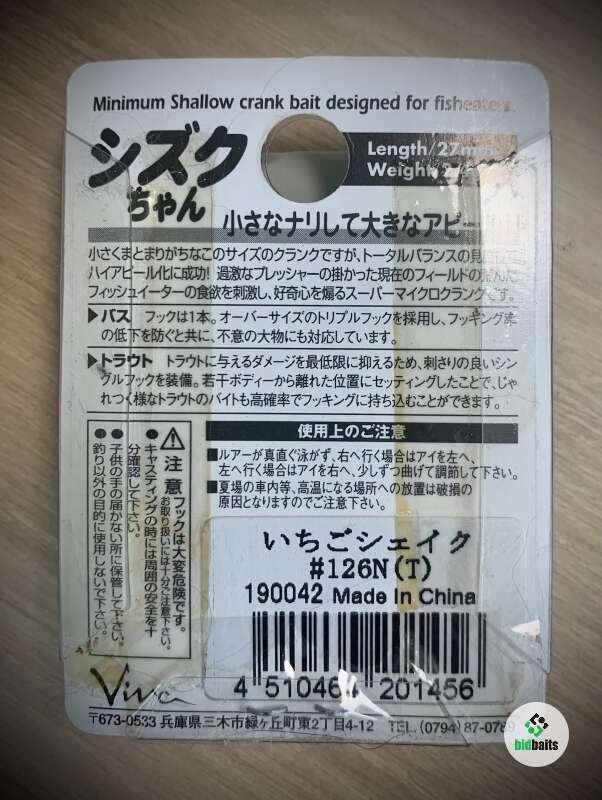 Minimum Shallow crank bait designed for fisheaters
シズク
ちゃん
Length/27mm
Weight
小さなナリして大きなアピー
小さくまとまりがちなこのサイズのクランクですが、トータルバランスの見
ハイアピール化に成功! 過激なプレッシャーの掛かった現在のフィールドの
フィッシュイーターの食欲を刺激し、好奇心を煽るスーパーマイクロクランクです。
▶バス フックは1本。オーバーサイズのトリプルフックを採用し、フッキング率
の低下を防ぐと共に、不意の大物にも対応しています。
▶トラウト トラウトに与えるダメージを最低限に抑えるため、刺さりの良いシン
グルフックを装備。若干ボディーから離れた位置にセッティングしたことで、じゃ
れつく様なトラウトのバイトも高確率でフッキングに持ち込むことができます。
使用上のご注意
■ルアーが真直ぐ泳がず、右へ行く場合はアイを左へ、
左へ行く場合はアイを右へ、少しずつ曲げて調節して下さい。
■夏場の車内等、高温になる場所への放置は破損の
原因となりますのでご注意下さい。
⚠注意 フックは大変危険です。
お取り扱いには十分ご注意下さい。
●キャスティングの時には周囲の安全を十
分確認して下さい。
●子供の手の届かない所に保管して下さい。
●釣り以外の目的に使用しないで下さい。
いちごシェイク
#126N(T)
190042 Made In China
4 510464 201456
Viva
〒673-0533 兵庫県三木市緑ヶ丘町東2丁目4-12 TEL. (0794) 87-0789
bidbaits